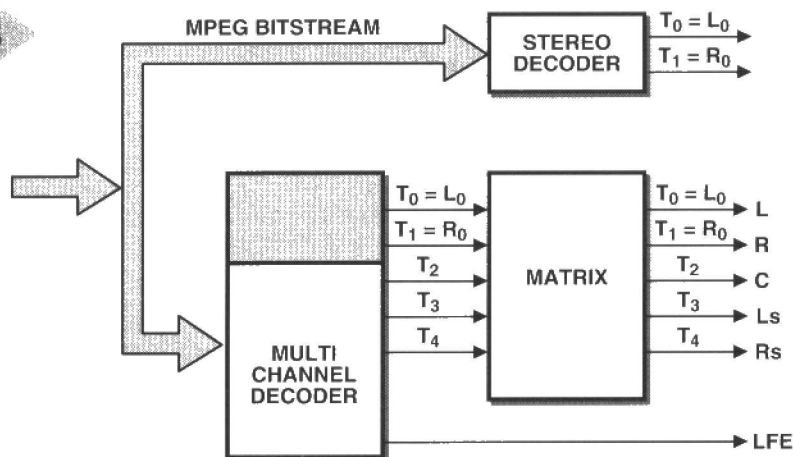 MPEG BITSTREAM
STEREO
DECODER
T0 = L0
T1 = R0
T0 = L0
T1 = R0
T2
T3
T4
MULTI
CHANNEL
DECODER
MATRIX
T0 = L0
L
T1 = R0
R
T2
C
T3
Ls
T4
Rs
LFE